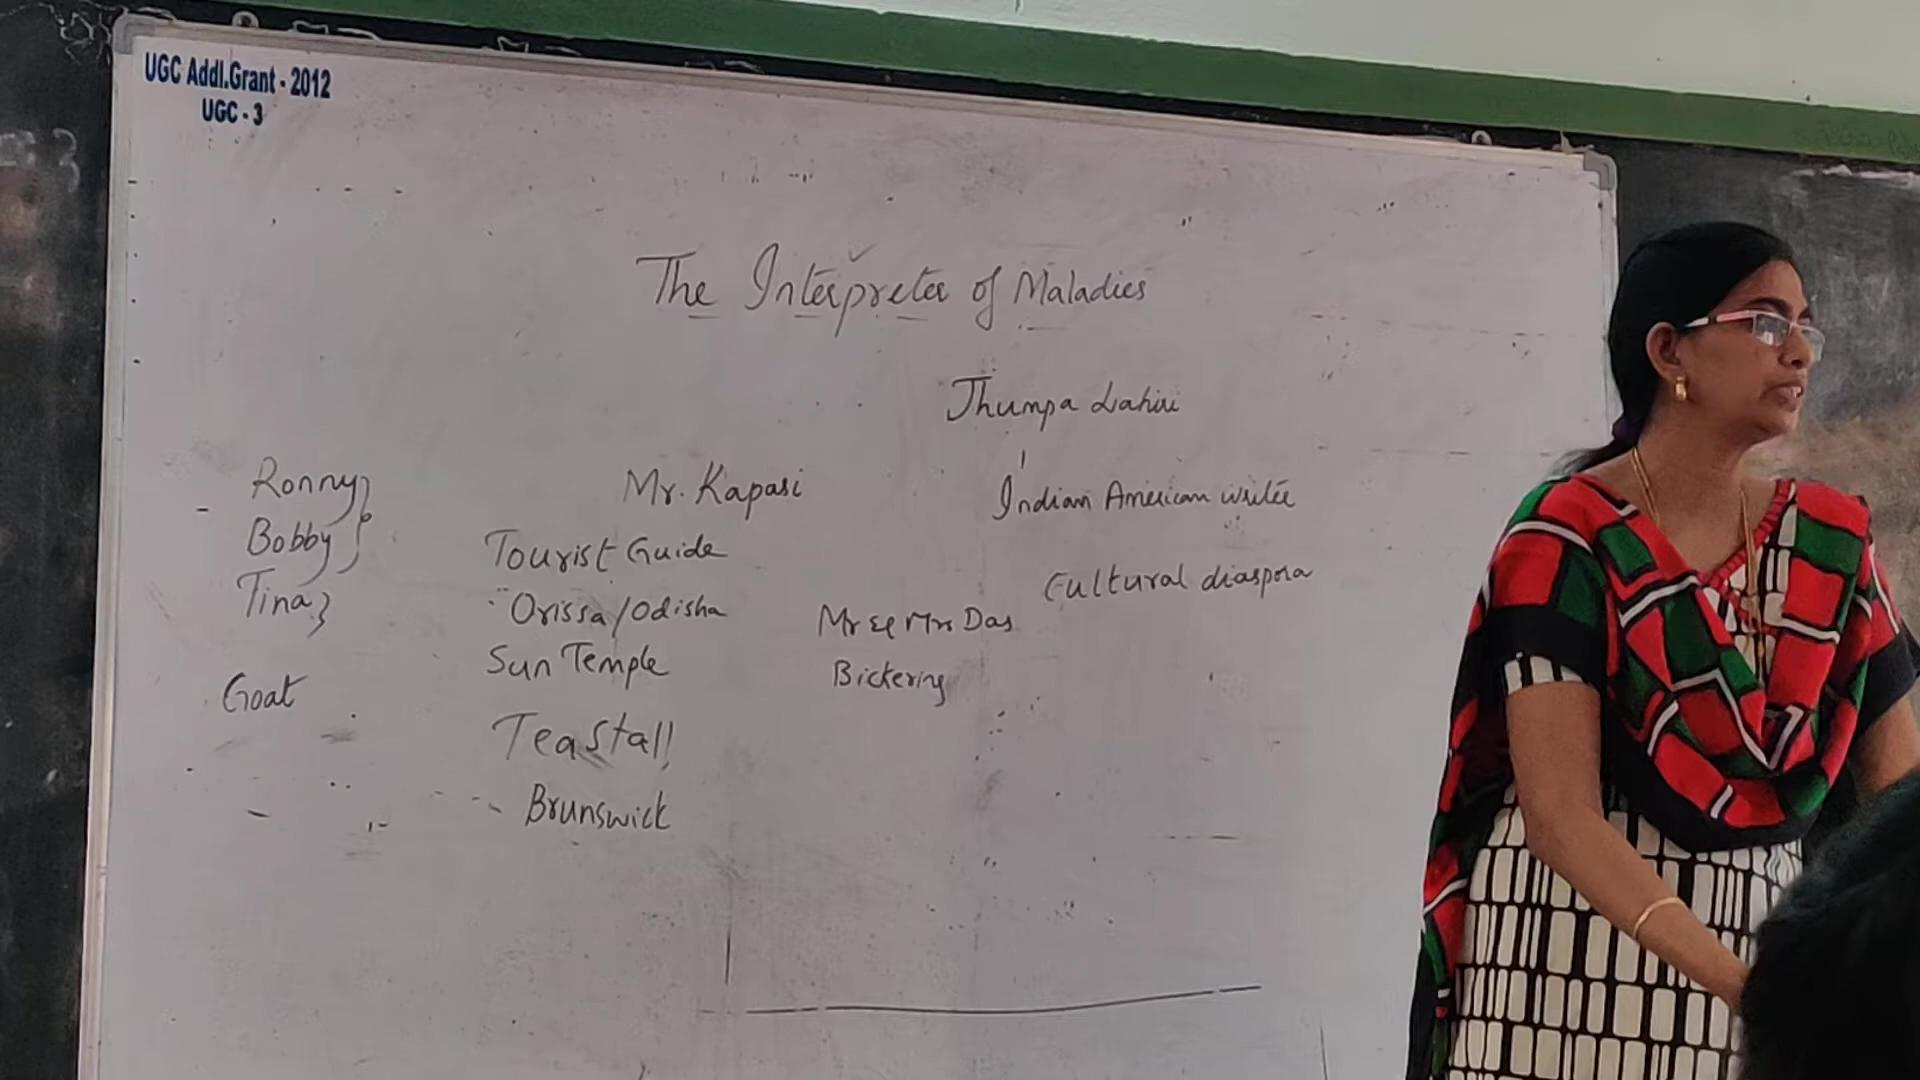 UGC Addl.Grant - 2012
UGC - 3
The Interpreter of Maladies
Jhumpa Lahiri
Indian American writer
Cultural diaspora
Ronny
Bobby
Tina
Goat
Mr. Kapasi
Tourist Guide
Orissa/Odisha
Sun Temple
Tea Stall
Brunswick
Mr & Mrs Das
Bickering